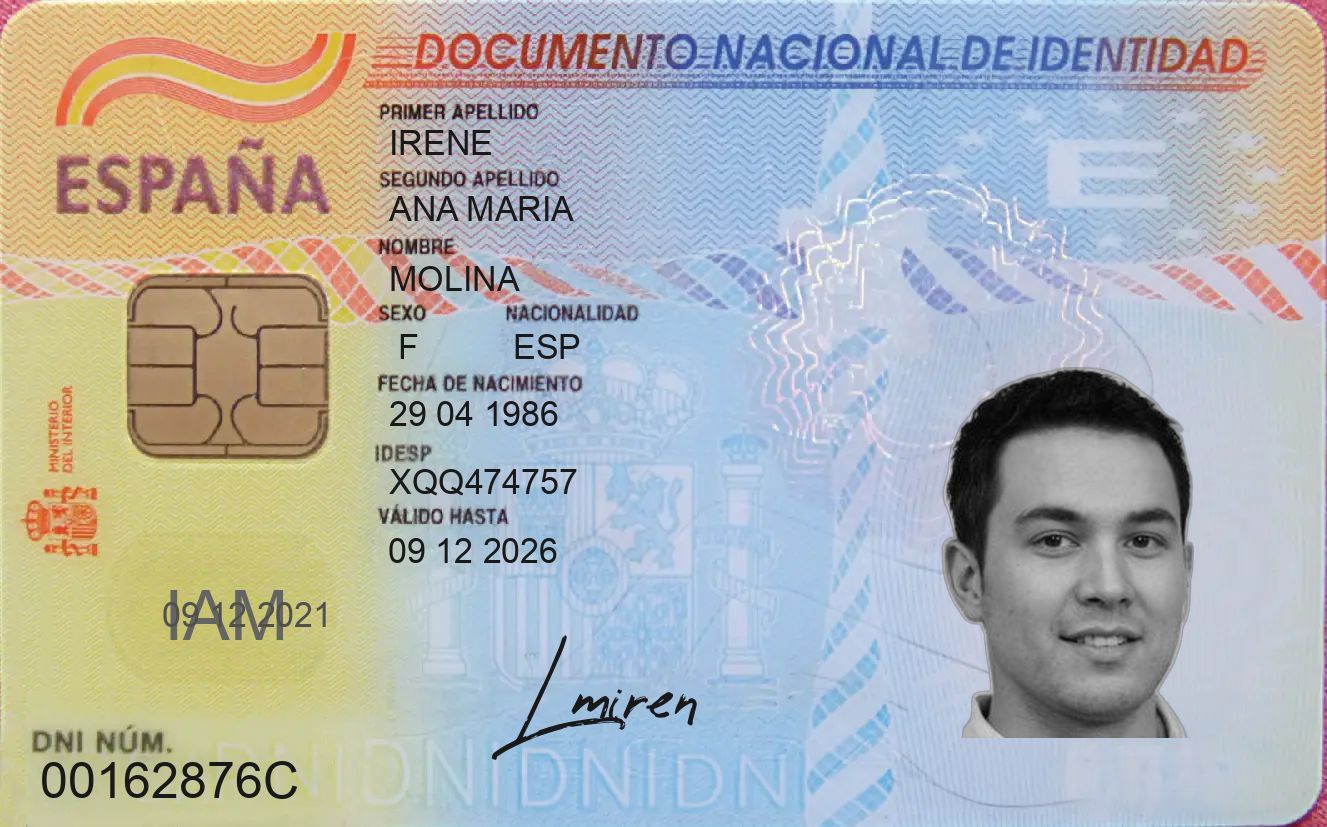 DOCUMENTO NACIONAL DE IDENTIDAD
ESPAÑA
PRIMER APELLIDO
IRENE
SEGUNDO APELLIDO
ANA MARIA
NOMBRE
MOLINA
SEXO NACIONALIDAD
F ESP
FECHA DE NACIMIENTO
29 04 1986
IDESP
XQQ474757
VÁLIDO HASTA
09 12 2026
MINISTERIO
DEL INTERIOR
E
IAM
09 12 2021
Lmiren
DNI NÚM.
00162876C
DNIDNIDNIDNI